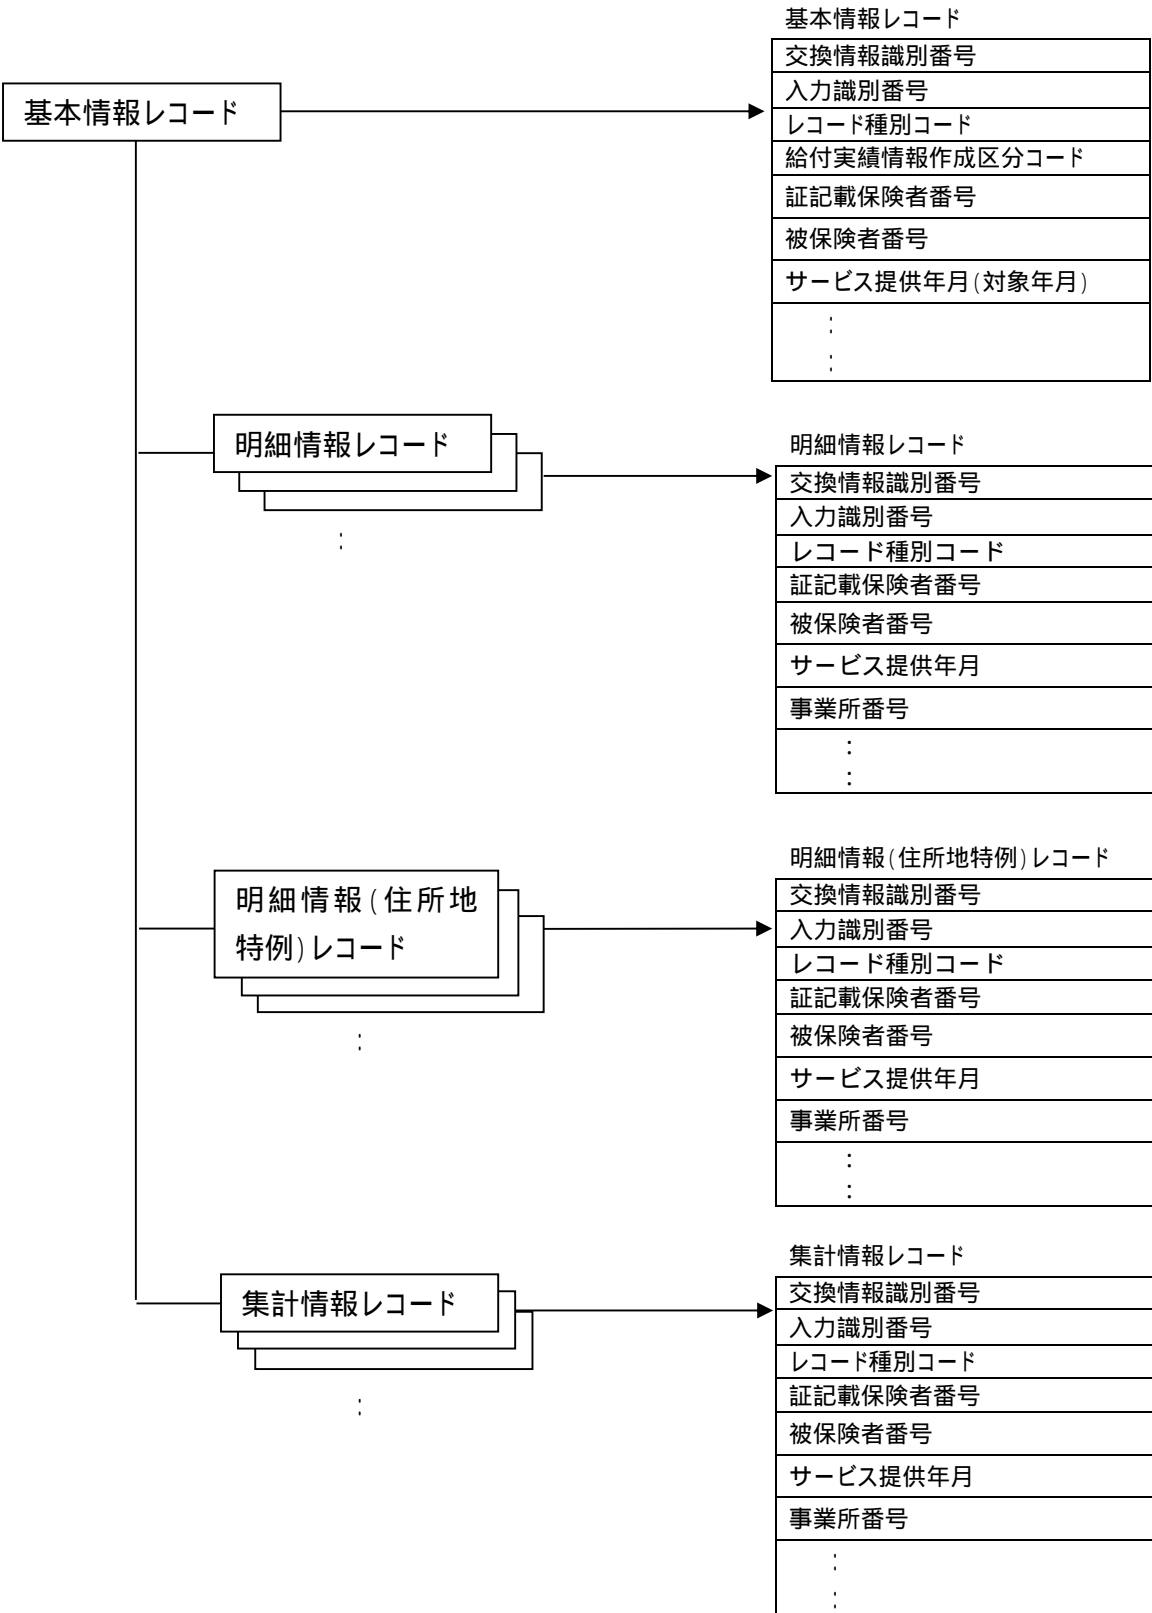 基本情報レコード
基本情報レコード
交換情報識別番号
入力識別番号
レコード種別コード
給付実績情報作成区分コード
証記載保険者番号
被保険者番号
サービス提供年月(対象年月)
:
:
明細情報レコード
:
明細情報レコード
交換情報識別番号
入力識別番号
レコード種別コード
証記載保険者番号
被保険者番号
サービス提供年月
事業所番号
:
:
明細情報(住所地
特例)レコード
:
明細情報(住所地特例)レコード
交換情報識別番号
入力識別番号
レコード種別コード
証記載保険者番号
被保険者番号
サービス提供年月
事業所番号
:
:
集計情報レコード
:
集計情報レコード
交換情報識別番号
入力識別番号
レコード種別コード
証記載保険者番号
被保険者番号
サービス提供年月
事業所番号
:
: